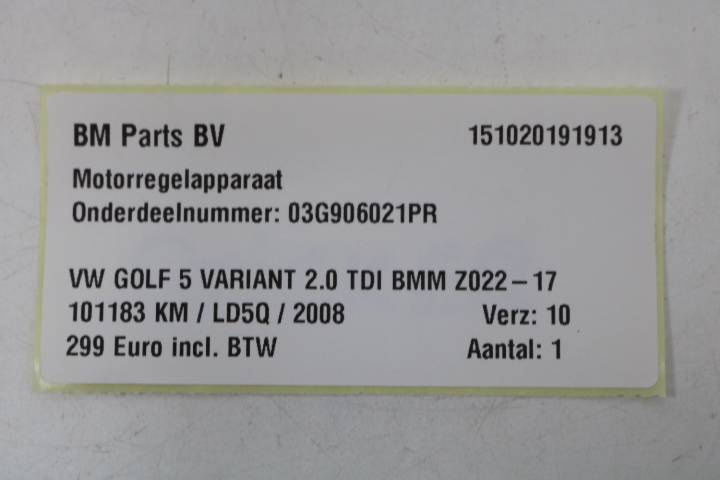 BM Parts BV 151020191913
Motorregelapparaat
Onderdeelnummer: 03G906021PR
VW GOLF 5 VARIANT 2.0 TDI BMM Z022-17
101183 KM / LD5Q / 2008 Verz: 10
299 Euro incl. BTW Aantal: 1